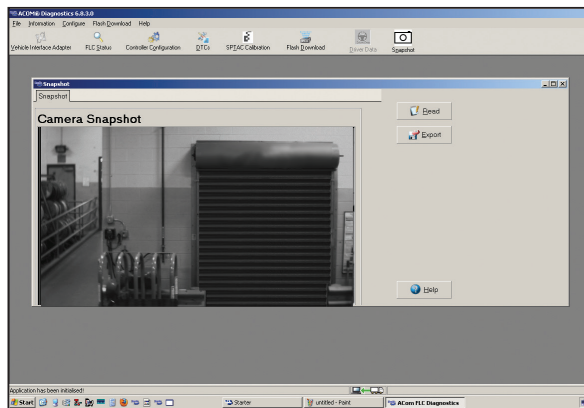 ACOM® Diagnostics 6.8.3.0
File Information Configure Flash Download Help
Vehicle Interface Adapter FLC Status Controller Configuration DTCs SPTAC Calibration Flash Download Driver Data Snapshot
Snapshot
Snapshot
Camera Snapshot
Read
Export
Help
Application has been initialised!
Start Starter untitled - Paint ACom FLC Diagnostics